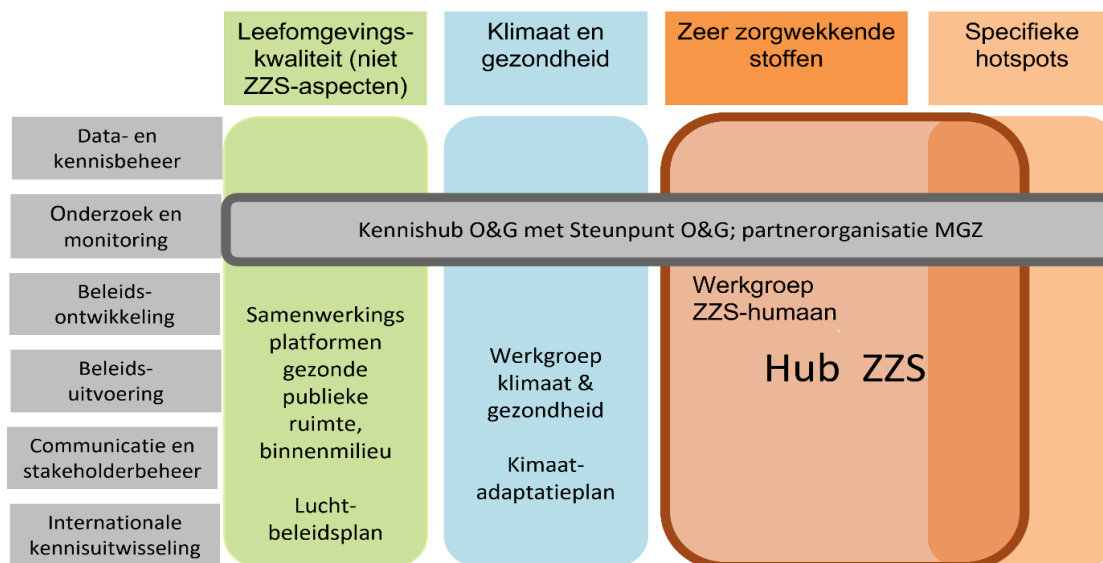 Leefomgevings-
kwaliteit (niet
ZZS-aspecten)
Klimaat en
gezondheid
Zeer zorgwekkende
stoffen
Specifieke
hotspots
Data- en
kennisbeheer
Onderzoek en
monitoring
Beleids-
ontwikkeling
Beleids-
uitvoering
Communicatie en
stakeholderbeheer
Internationale
kennisuitwisseling
Kennishub O&G met Steunpunt O&G; partnerorganisatie MGZ
Samenwerkings
platformen
gezonde
publieke
ruimte,
binnenmilieu
Lucht-
beleidsplan
Werkgroep
klimaat &
gezondheid
Kimaat-
adaptatieplan
Werkgroep
ZZS-humaan
Hub ZZS